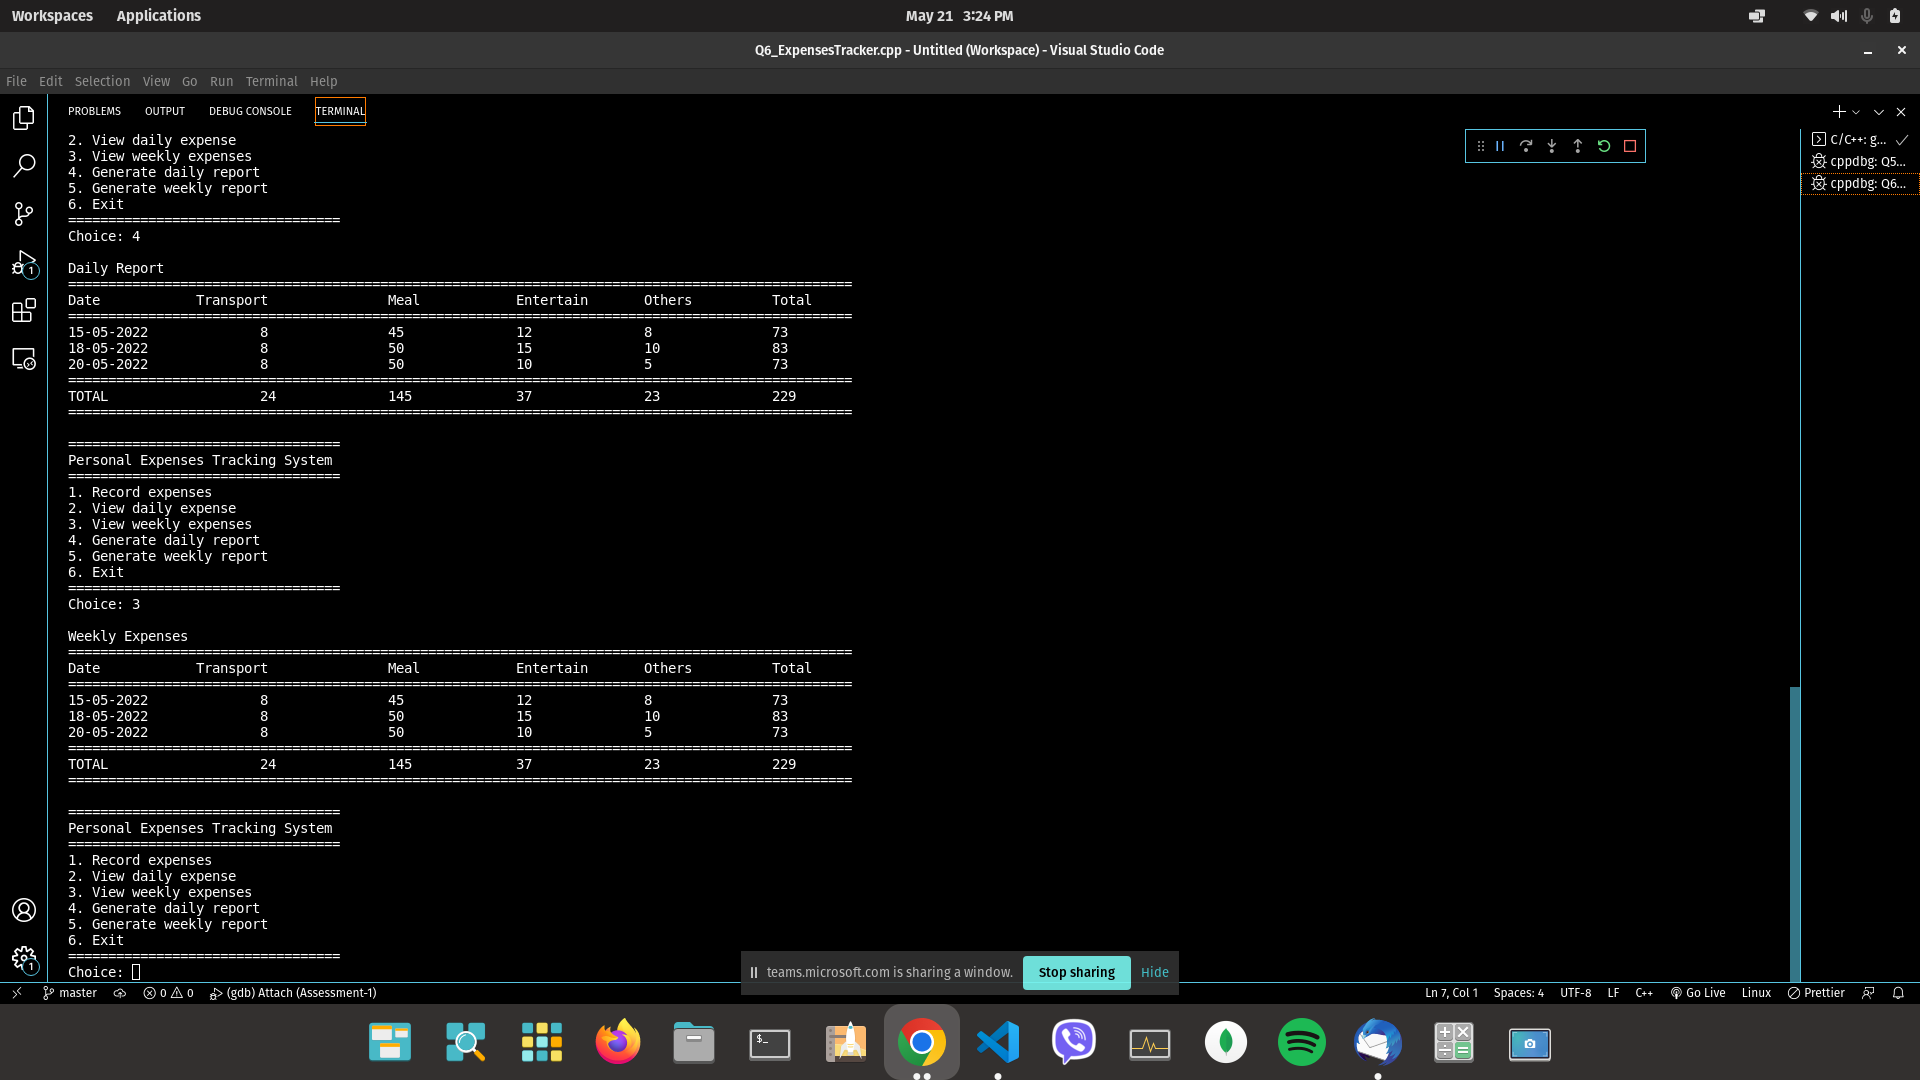 Workspaces Applications May 21 3:24 PM
Q6_ExpensesTracker.cpp - Untitled (Workspace) - Visual Studio Code
File Edit Selection View Go Run Terminal Help
PROBLEMS OUTPUT DEBUG CONSOLE TERMINAL
C/C++: g...
cppdbg: Q5...
cppdbg: Q6...
2. View daily expense
3. View weekly expenses
4. Generate daily report
5. Generate weekly report
6. Exit
==================================
Choice: 4
Daily Report
==================================================================================================
Date Transport Meal Entertain Others Total
==================================================================================================
15-05-2022 8 45 12 8 73
18-05-2022 8 50 15 10 83
20-05-2022 8 50 10 5 73
==================================================================================================
TOTAL 24 145 37 23 229
==================================================================================================
==================================
Personal Expenses Tracking System
==================================
1. Record expenses
2. View daily expense
3. View weekly expenses
4. Generate daily report
5. Generate weekly report
6. Exit
==================================
Choice: 3
Weekly Expenses
==================================================================================================
Date Transport Meal Entertain Others Total
==================================================================================================
15-05-2022 8 45 12 8 73
18-05-2022 8 50 15 10 83
20-05-2022 8 50 10 5 73
==================================================================================================
TOTAL 24 145 37 23 229
==================================================================================================
==================================
Personal Expenses Tracking System
==================================
1. Record expenses
2. View daily expense
3. View weekly expenses
4. Generate daily report
5. Generate weekly report
6. Exit
==================================
Choice:
1
1
teams.microsoft.com is sharing a window. Stop sharing Hide
master 0 0 (gdb) Attach (Assessment-1) Ln 7, Col 1 Spaces: 4 UTF-8 LF C++ Go Live Linux Prettier
$_